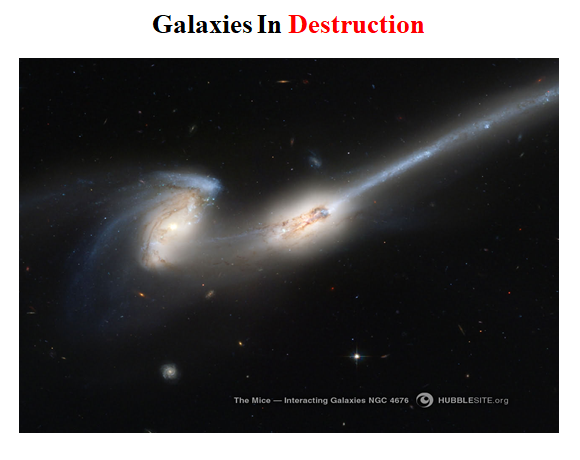 Galaxies In Destruction
The Mice — Interacting Galaxies NGC 4676 HUBBLESITE.org